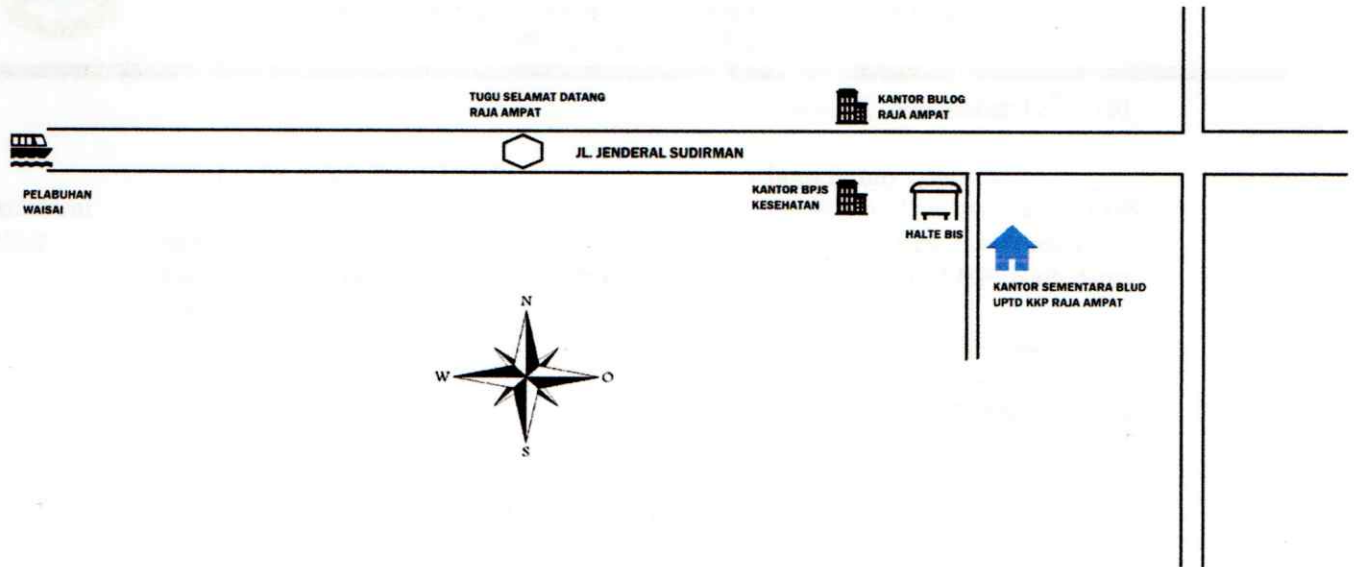 TUGU SELAMAT DATANG
RAJA AMPAT
KANTOR BULOG
RAJA AMPAT
JL. JENDERAL SUDIRMAN
PELABUHAN
WAISAI
KANTOR BPJS
KESEHATAN
HALTE BIS
KANTOR SEMENTARA BLUD
UPTD KKP RAJA AMPAT
N
W
O
S